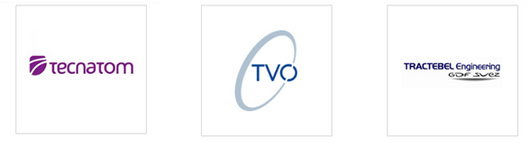 tecnatom
TVO
TRACTEBEL Engineering
GDF SUEZ